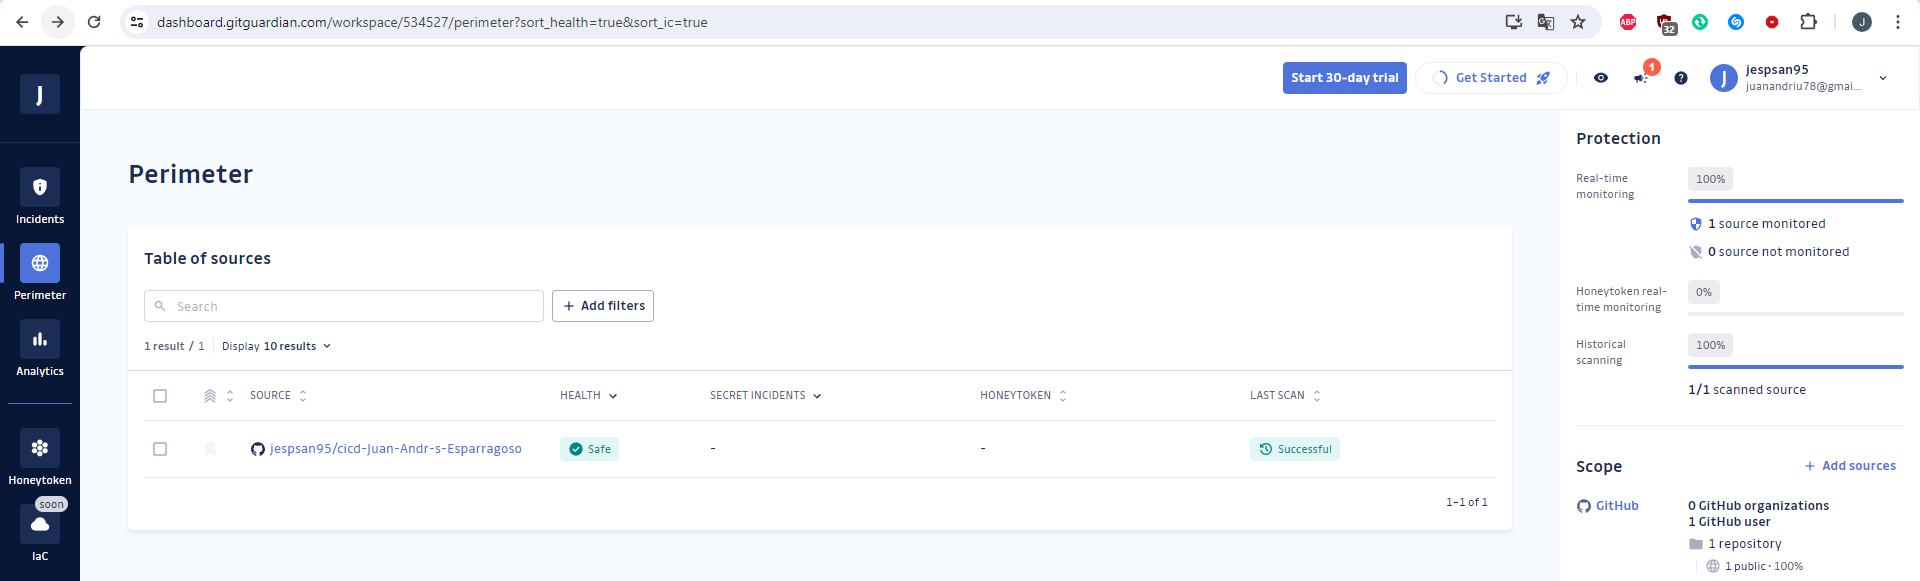 dashboard.gitguardian.com/workspace/534527/perimeter?sort_health=true&sort_ic=true
ABP
32
J
J
Start 30-day trial
Get Started
1
J
jespsan95
juanandriu78@gmai...
Incidents
Perimeter
Analytics
Honeytoken
soon
IaC
Perimeter
Table of sources
Search
Add filters
1 result / 1
Display 10 results
SOURCE
HEALTH
SECRET INCIDENTS
HONEYTOKEN
LAST SCAN
jespsan95/cicd-Juan-Andr-s-Esparragoso
Safe
-
-
Successful
1-1 of 1
Protection
Real-time
monitoring
100%
1 source monitored
0 source not monitored
Honeytoken real-
time monitoring
0%
Historical
scanning
100%
1/1 scanned source
Scope
+ Add sources
GitHub
0 GitHub organizations
1 GitHub user
1 repository
1 public · 100%